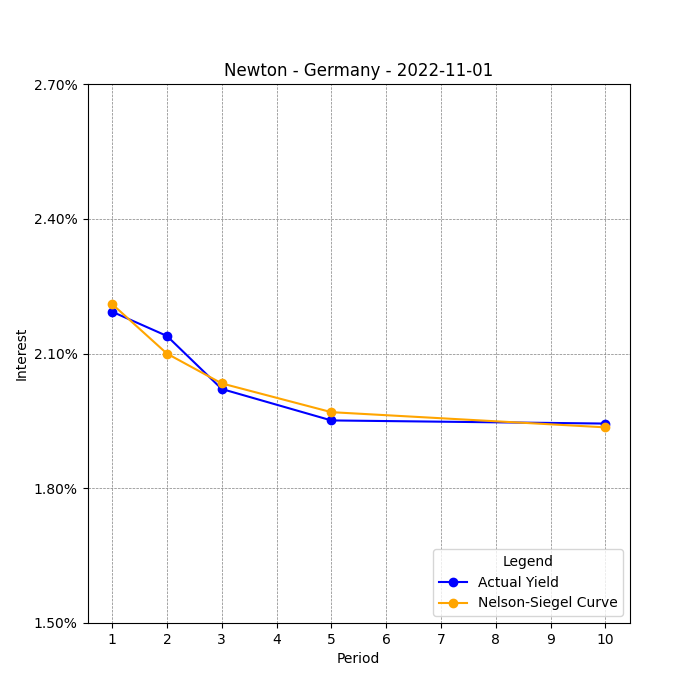 Newton - Germany - 2022-11-01
2.70%
2.40%
2.10%
1.80%
1.50%
Interest
Legend
Actual Yield
Nelson-Siegel Curve
1 2 3 4 5 6 7 8 9 10
Period